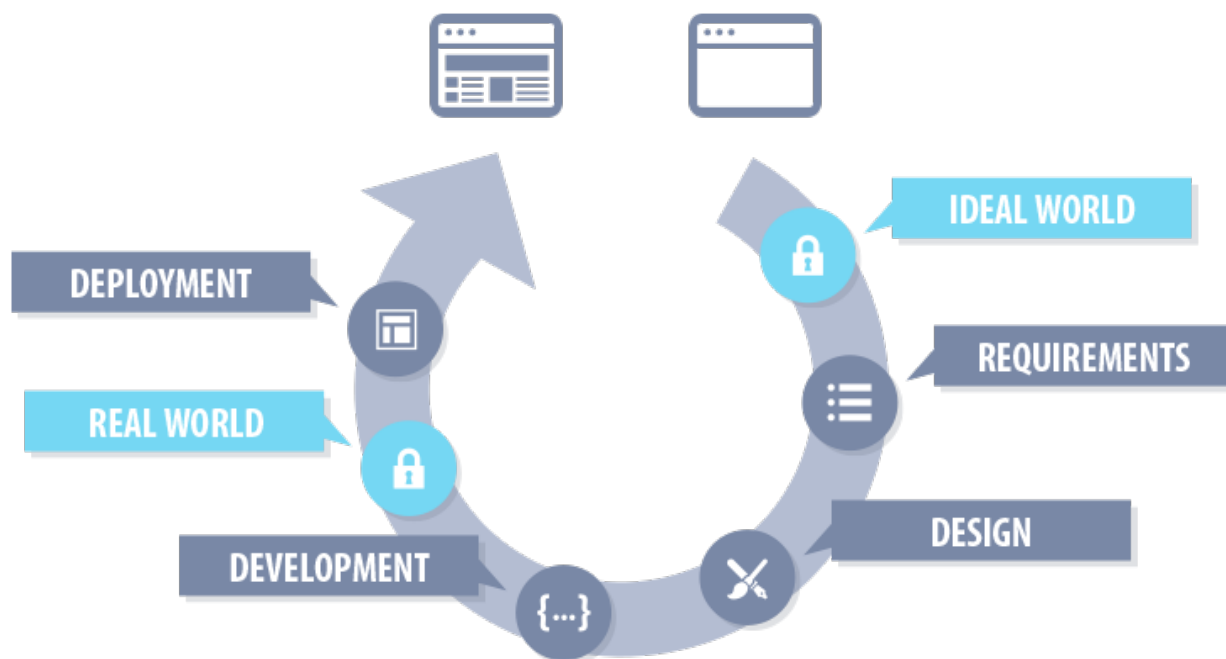 IDEAL WORLD
REQUIREMENTS
DESIGN
{...}
DEVELOPMENT
REAL WORLD
DEPLOYMENT